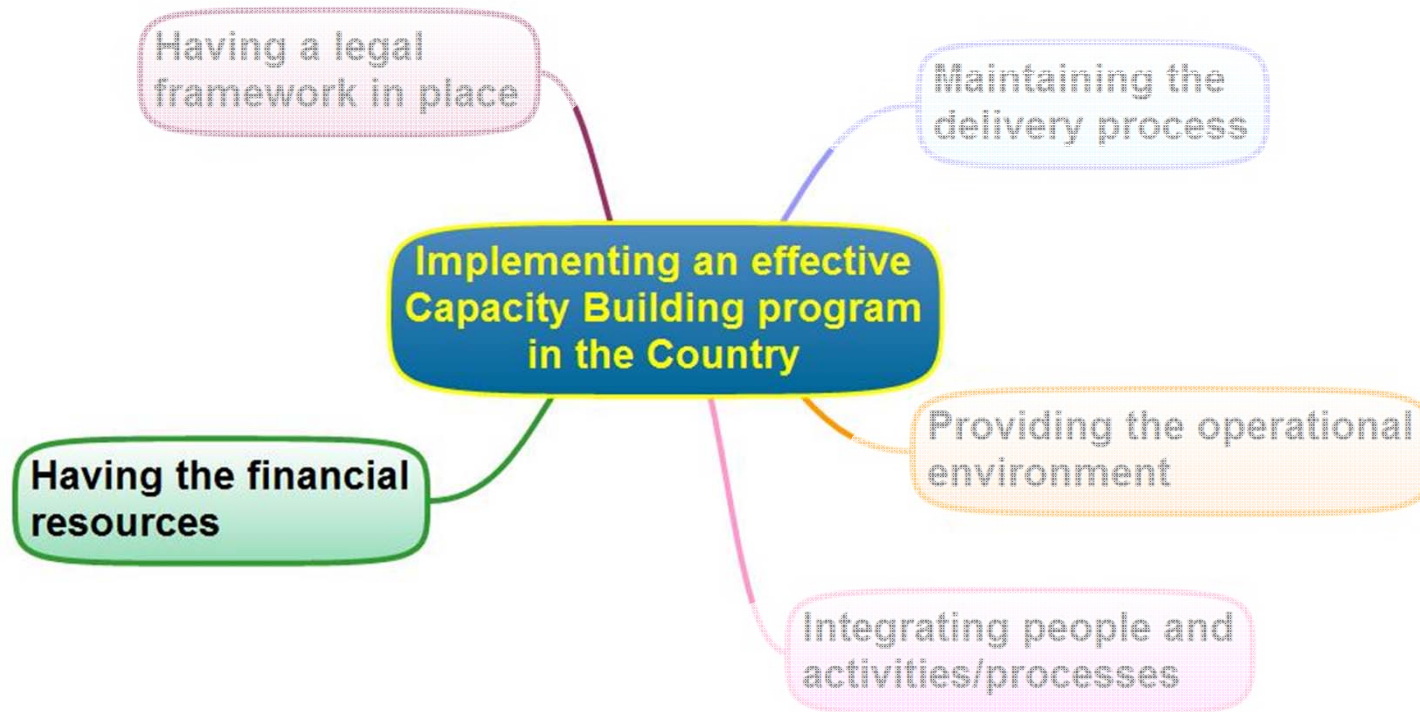 Having a legal
framework in place
Maintaining the
delivery process
Implementing an effective
Capacity Building program
in the Country
Having the financial
resources
Providing the operational
environment
Integrating people and
activities/processes